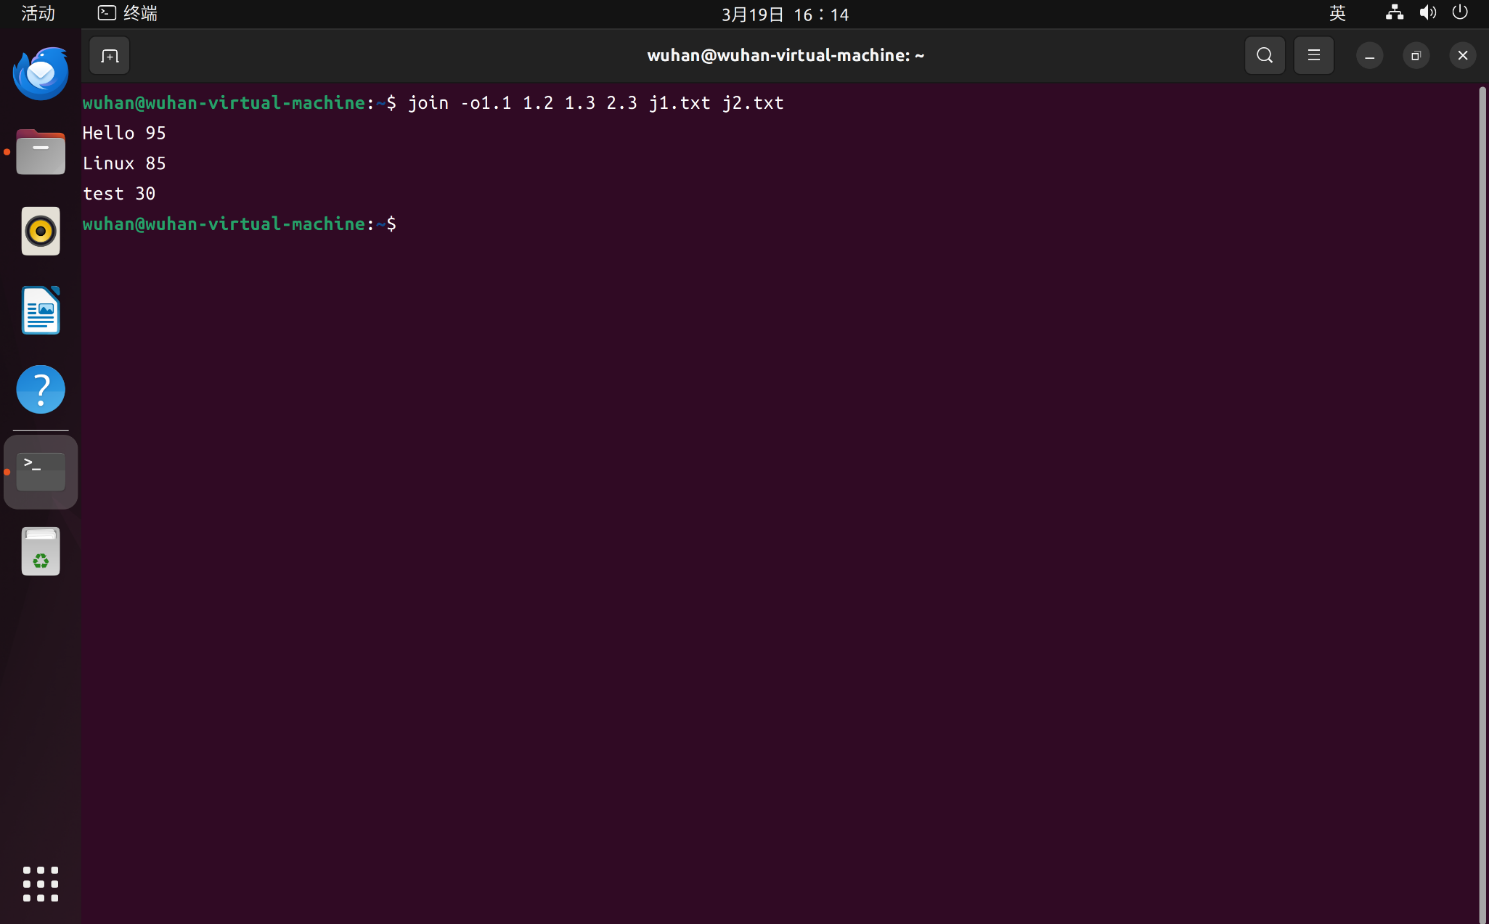 活动 终端 3月19日 16：14 英
wuhan@wuhan-virtual-machine: ~
wuhan@wuhan-virtual-machine:~$ join -o1.1 1.2 1.3 2.3 j1.txt j2.txt
Hello 95
Linux 85
test 30
wuhan@wuhan-virtual-machine:~$